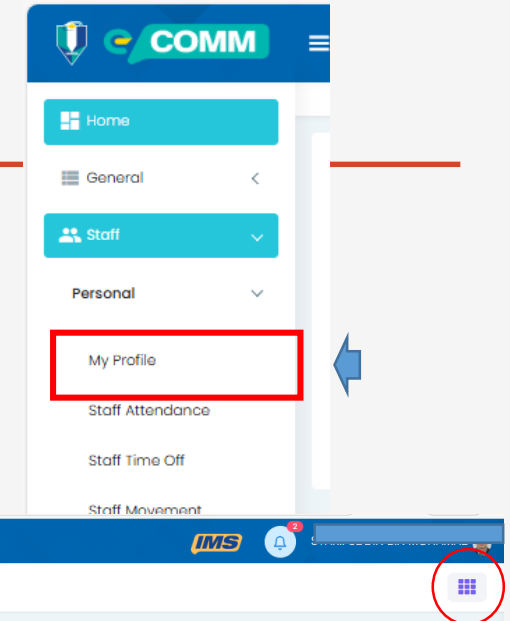 e COMM
Home
General
Staff
Personal
My Profile
Staff Attendance
Staff Time Off
Staff Movement
IMS
2